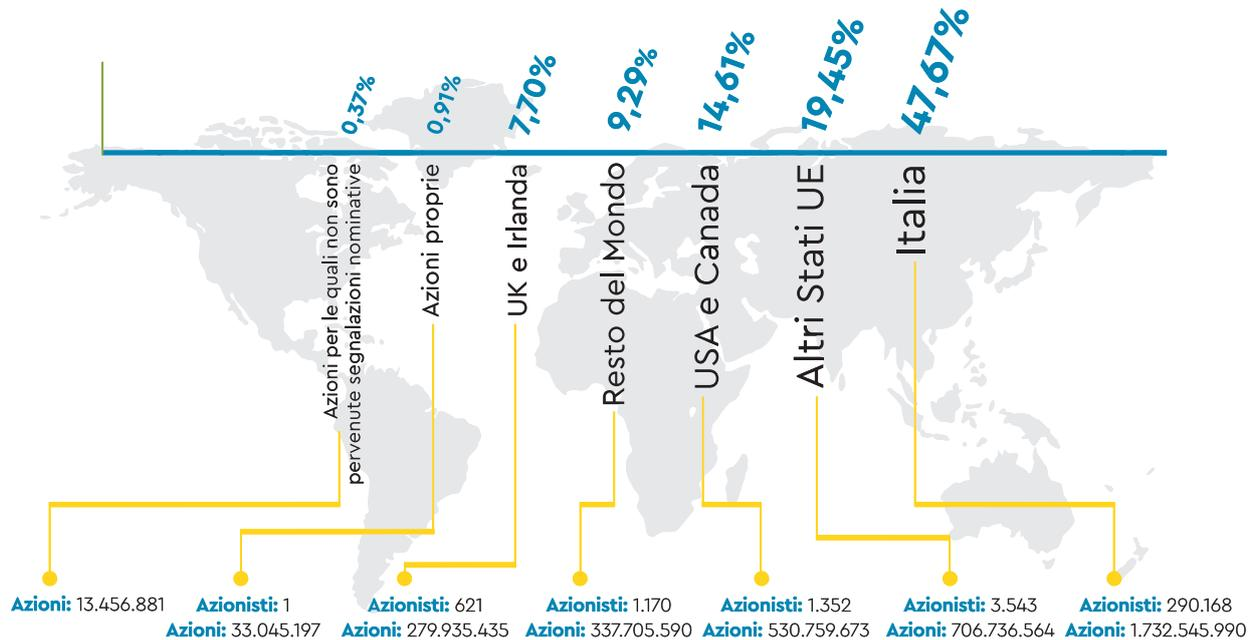 0,37%
0,91%
7,70%
9,29%
14,61%
19,45%
47,67%
Azioni per le quali non sono
pervenute segnalazioni nominative
Azioni proprie
UK e Irlanda
Resto del Mondo
USA e Canada
Altri Stati UE
Italia
Azioni: 13.456.881
Azionisti: 1
Azioni: 33.045.197
Azionisti: 621
Azioni: 279.935.435
Azionisti: 1.170
Azioni: 337.705.590
Azionisti: 1.352
Azioni: 530.759.673
Azionisti: 3.543
Azioni: 706.736.564
Azionisti: 290.168
Azioni: 1.732.545.990